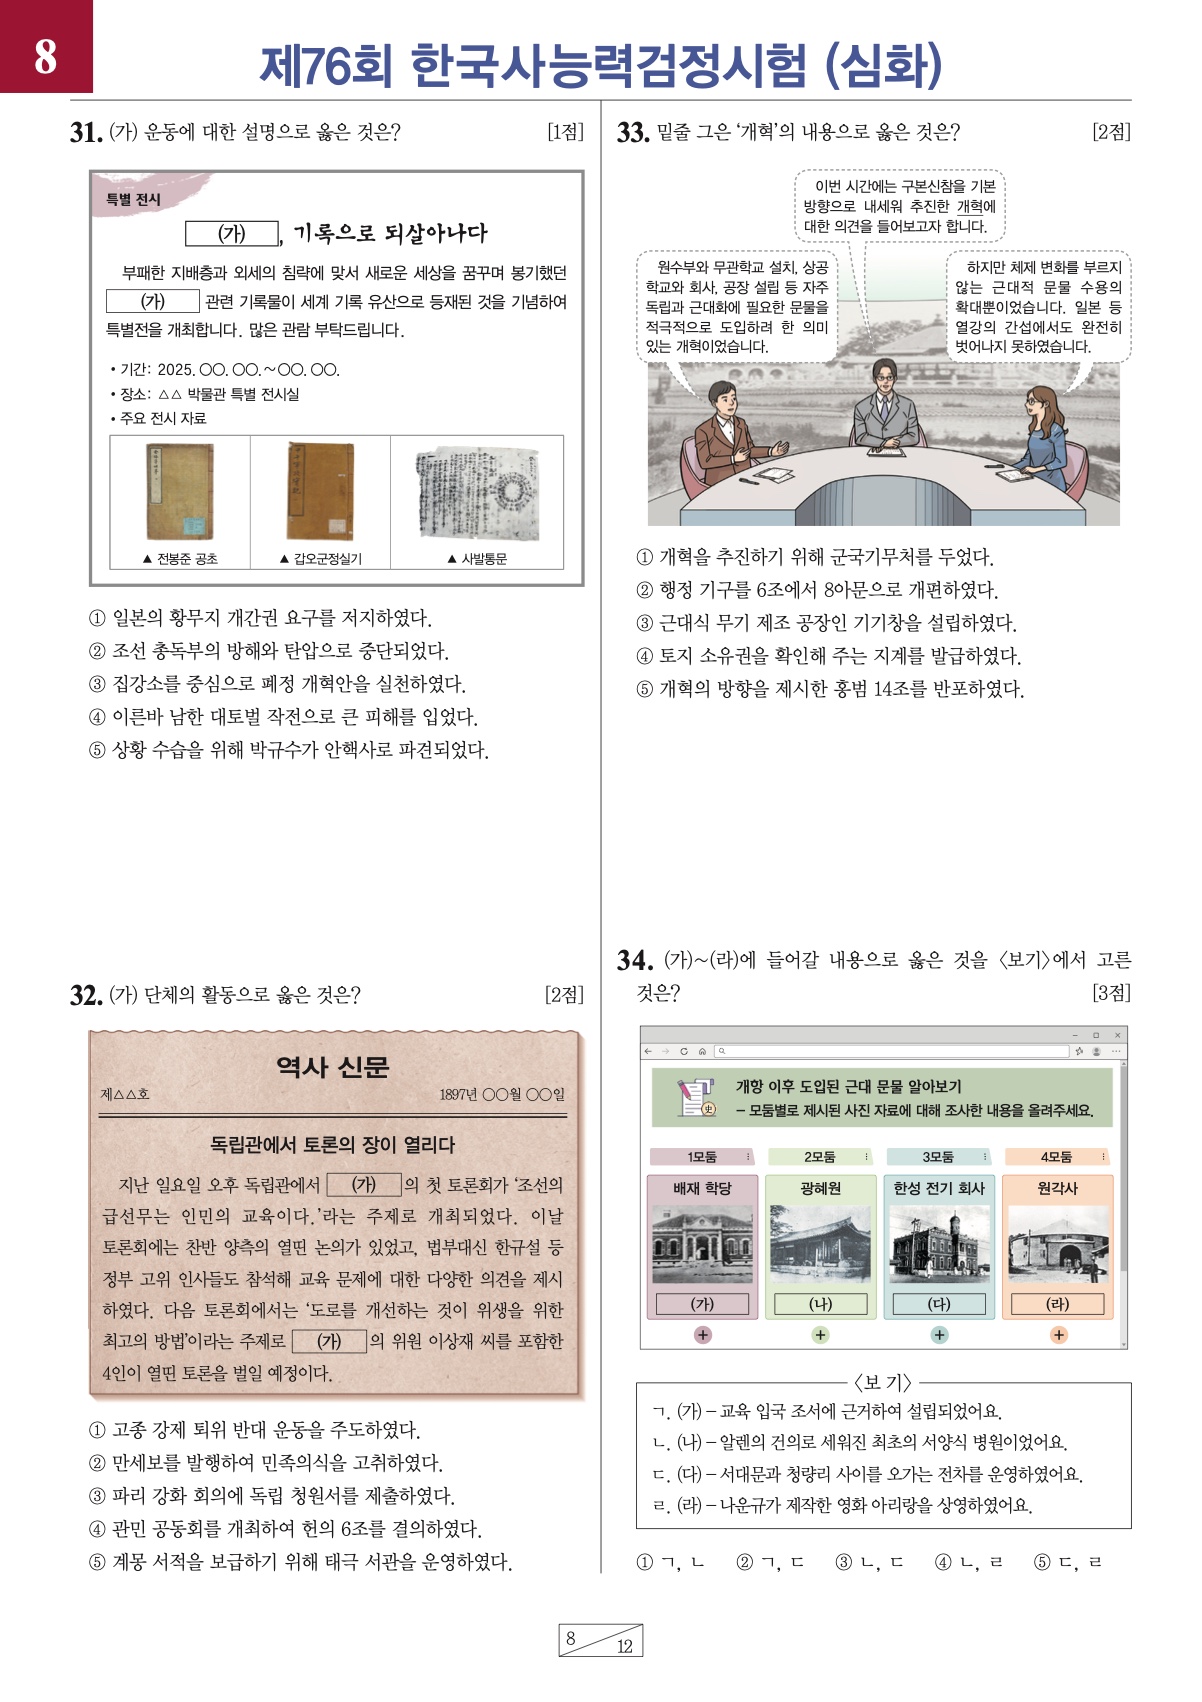 8
제76회 한국사능력검정시험 (심화)
31. (가) 운동에 대한 설명으로 옳은 것은? [1점]
특별 전시
(가), 기록으로 되살아나다
부패한 지배층과 외세의 침략에 맞서 새로운 세상을 꿈꾸며 봉기했던
(가) 관련 기록물이 세계 기록 유산으로 등재된 것을 기념하여
특별전을 개최합니다. 많은 관람 부탁드립니다.
• 기간: 2025. ○○. ○○.~○○. ○○.
• 장소: △△ 박물관 특별 전시실
• 주요 전시 자료
▲ 전봉준 공초
▲ 갑오군정실기
▲ 사발통문
① 일본의 황무지 개간권 요구를 저지하였다.
② 조선 총독부의 방해와 탄압으로 중단되었다.
③ 집강소를 중심으로 폐정 개혁안을 실천하였다.
④ 이른바 남한 대토벌 작전으로 큰 피해를 입었다.
⑤ 상황 수습을 위해 박규수가 안핵사로 파견되었다.
32. (가) 단체의 활동으로 옳은 것은? [2점]
역사 신문
제△△호 1897년 ○○월 ○○일
독립관에서 토론의 장이 열리다
지난 일요일 오후 독립관에서 (가) 의 첫 토론회가 ‘조선의
급선무는 인민의 교육이다.’라는 주제로 개최되었다. 이날
토론회에는 찬반 양측의 열띤 논의가 있었고, 법부대신 한규설 등
정부 고위 인사들도 참석해 교육 문제에 대한 다양한 의견을 제시
하였다. 다음 토론회에서는 ‘도로를 개선하는 것이 위생을 위한
최고의 방법’이라는 주제로 (가) 의 위원 이상재 씨를 포함한
4인이 열띤 토론을 벌일 예정이다.
① 고종 강제 퇴위 반대 운동을 주도하였다.
② 만세보를 발행하여 민족의식을 고취하였다.
③ 파리 강화 회의에 독립 청원서를 제출하였다.
④ 관민 공동회를 개최하여 헌의 6조를 결의하였다.
⑤ 계몽 서적을 보급하기 위해 태극 서관을 운영하였다.
33. 밑줄 그은 ‘개혁’의 내용으로 옳은 것은? [2점]
이번 시간에는 구본신참을 기본
방향으로 내세워 추진한 개혁에
대한 의견을 들어보고자 합니다.
원수부와 무관학교 설치, 상공
학교와 회사, 공장 설립 등 자주
독립과 근대화에 필요한 문물을
적극적으로 도입하려 한 의미
있는 개혁이었습니다.
하지만 체제 변화를 부르지
않는 근대적 문물 수용의
확대뿐이었습니다. 일본 등
열강의 간섭에서도 완전히
벗어나지 못하였습니다.
① 개혁을 추진하기 위해 군국기무처를 두었다.
② 행정 기구를 6조에서 8아문으로 개편하였다.
③ 근대식 무기 제조 공장인 기기창을 설립하였다.
④ 토지 소유권을 확인해 주는 지계를 발급하였다.
⑤ 개혁의 방향을 제시한 홍범 14조를 반포하였다.
34. (가)~(라)에 들어갈 내용으로 옳은 것을 〈보기〉에서 고른
것은? [3점]
개항 이후 도입된 근대 문물 알아보기
– 모둠별로 제시된 사진 자료에 대해 조사한 내용을 올려주세요.
史
1모둠 2모둠 3모둠 4모둠
배재 학당 광혜원 한성 전기 회사 원각사
(가) (나) (다) (라)
+ + + +
〈보 기〉
ㄱ. (가) – 교육 입국 조서에 근거하여 설립되었어요.
ㄴ. (나) – 알렌의 건의로 세워진 최초의 서양식 병원이었어요.
ㄷ. (다) – 서대문과 청량리 사이를 오가는 전차를 운영하였어요.
ㄹ. (라) – 나운규가 제작한 영화 아리랑을 상영하였어요.
① ㄱ, ㄴ ② ㄱ, ㄷ ③ ㄴ, ㄷ ④ ㄴ, ㄹ ⑤ ㄷ, ㄹ
8
12